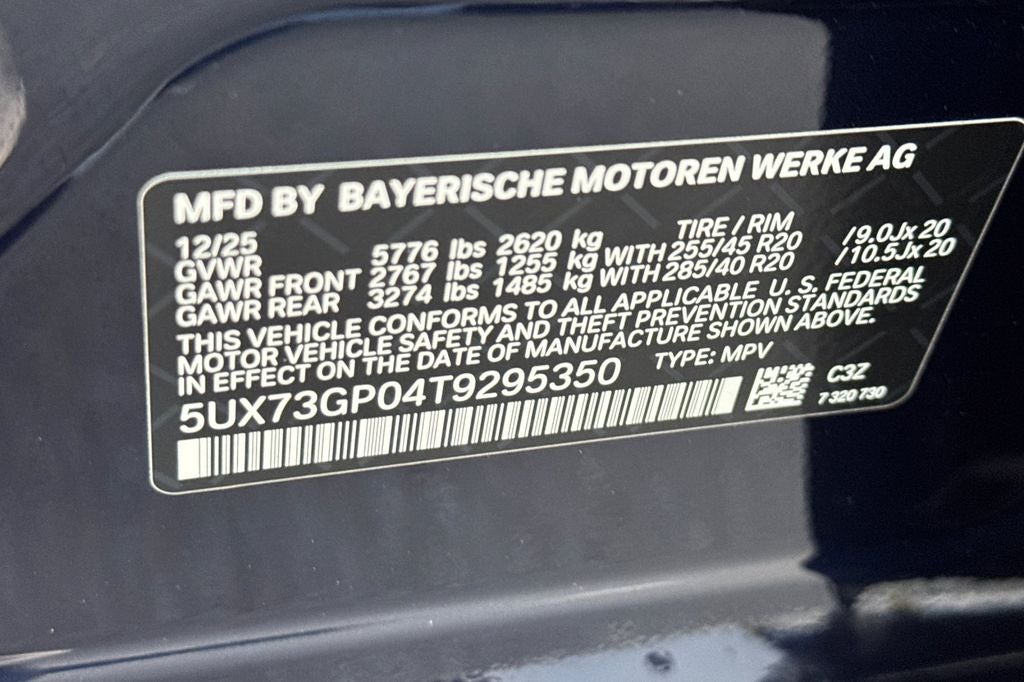 MFD BY BAYERISCHE MOTOREN WERKE AG
12/25 TIRE / RIM
GVWR 5776 lbs 2620 kg
GAWR FRONT 2767 lbs 1255 kg WITH 255/45 R20 /9.0Jx20
GAWR REAR 3274 lbs 1485 kg WITH 285/40 R20 /10.5Jx20
THIS VEHICLE CONFORMS TO ALL APPLICABLE U. S. FEDERAL
MOTOR VEHICLE SAFETY AND THEFT PREVENTION STANDARDS
IN EFFECT ON THE DATE OF MANUFACTURE SHOWN ABOVE.
5UX73GP04T9295350 TYPE: MPV
C3Z
7 320 730